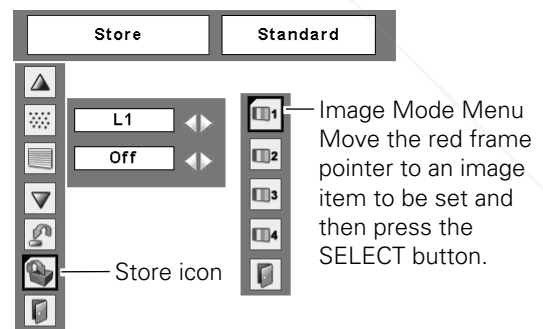 Store Standard
L1
Off
1
2
3
4
Image Mode Menu
Move the red frame
pointer to an image
item to be set and
then press the
SELECT button.
Store icon